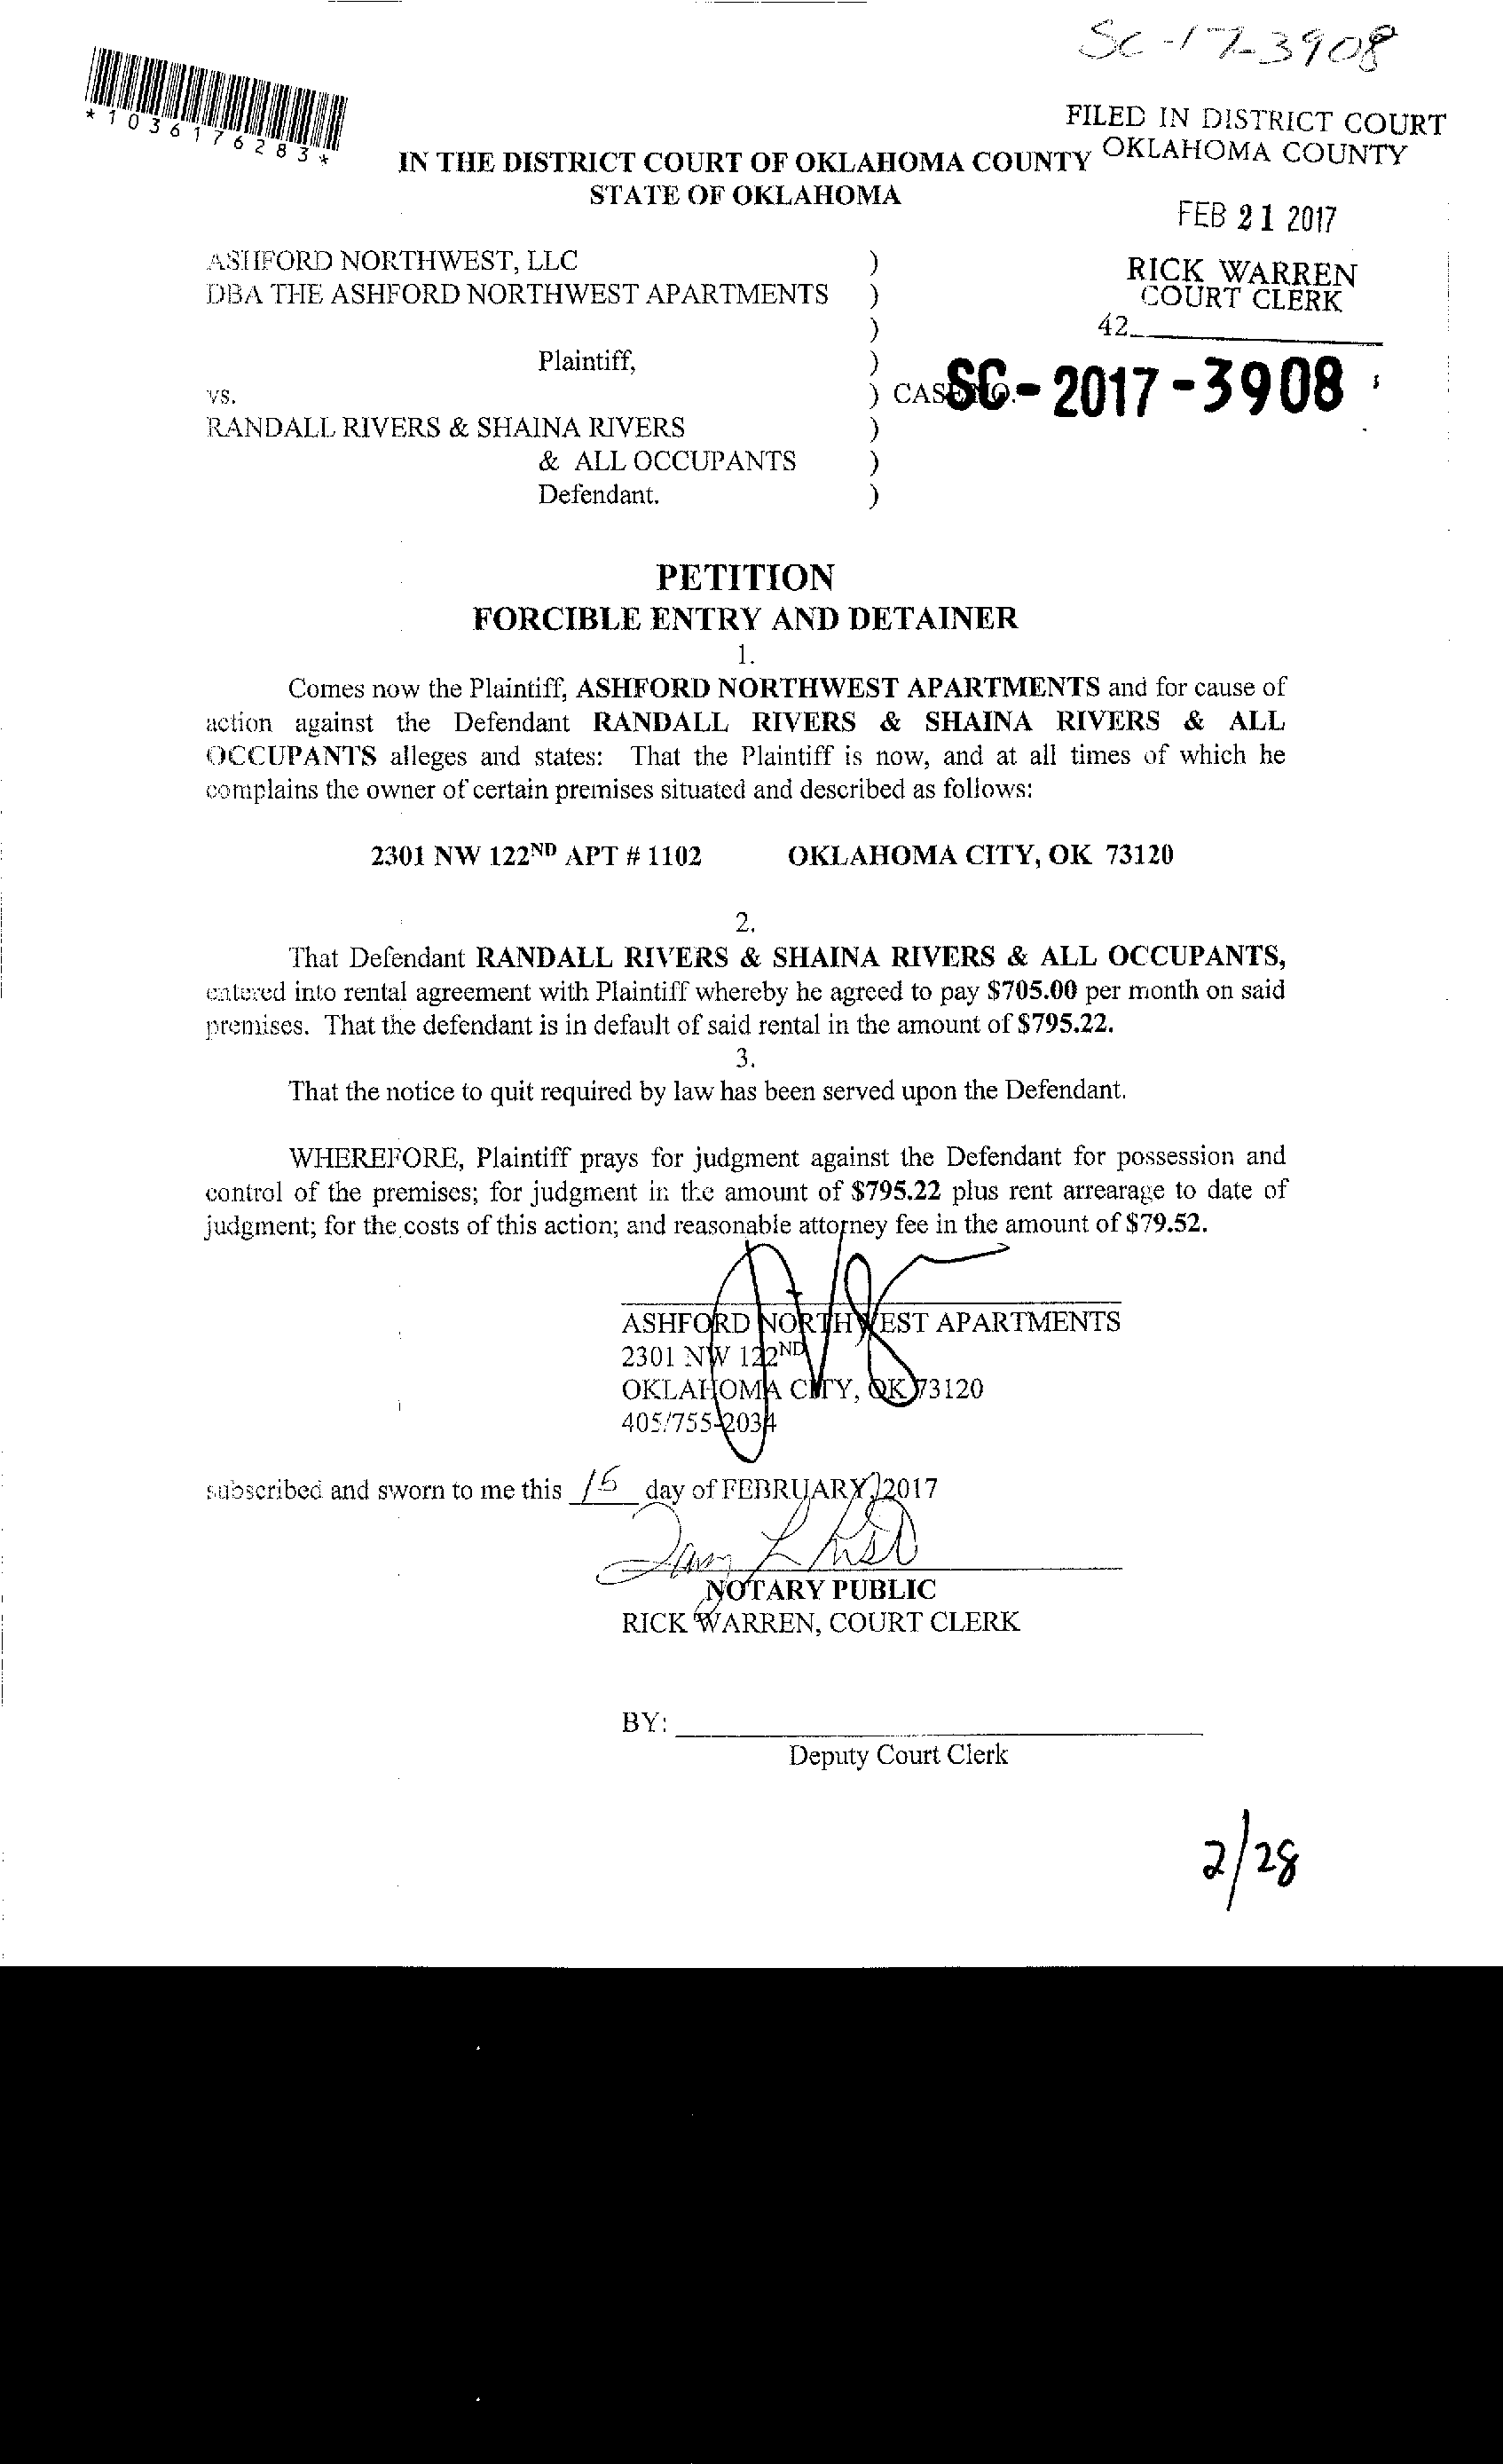 SC-17-3908
*1036176283*
FILED IN DISTRICT COURT
OKLAHOMA COUNTY
IN THE DISTRICT COURT OF OKLAHOMA COUNTY
STATE OF OKLAHOMA
FEB 21 2017
RICK WARREN
COURT CLERK
42
ASHFORD NORTHWEST, LLC )
DBA THE ASHFORD NORTHWEST APARTMENTS )
)
Plaintiff, )
vs. ) CASE NO. SC-2017-3908
RANDALL RIVERS & SHAINA RIVERS )
& ALL OCCUPANTS )
Defendant. )
PETITION
FORCIBLE ENTRY AND DETAINER
1.
Comes now the Plaintiff, ASHFORD NORTHWEST APARTMENTS and for cause of
action against the Defendant RANDALL RIVERS & SHAINA RIVERS & ALL
OCCUPANTS alleges and states: That the Plaintiff is now, and at all times of which he
complains the owner of certain premises situated and described as follows:
2301 NW 122ND APT # 1102 OKLAHOMA CITY, OK 73120
2.
That Defendant RANDALL RIVERS & SHAINA RIVERS & ALL OCCUPANTS,
entered into rental agreement with Plaintiff whereby he agreed to pay $705.00 per month on said
premises. That the defendant is in default of said rental in the amount of $795.22.
3.
That the notice to quit required by law has been served upon the Defendant.
WHEREFORE, Plaintiff prays for judgment against the Defendant for possession and
control of the premises; for judgment in the amount of $795.22 plus rent arrearage to date of
judgment; for the costs of this action; and reasonable attorney fee in the amount of $79.52.
ASHFORD NORTHWEST APARTMENTS
2301 NW 122ND
OKLAHOMA CITY, OK 73120
405/755-2034
subscribed and sworn to me this 15 day of FEBRUARY, 2017
NOTARY PUBLIC
RICK WARREN, COURT CLERK
BY:
Deputy Court Clerk
2/28